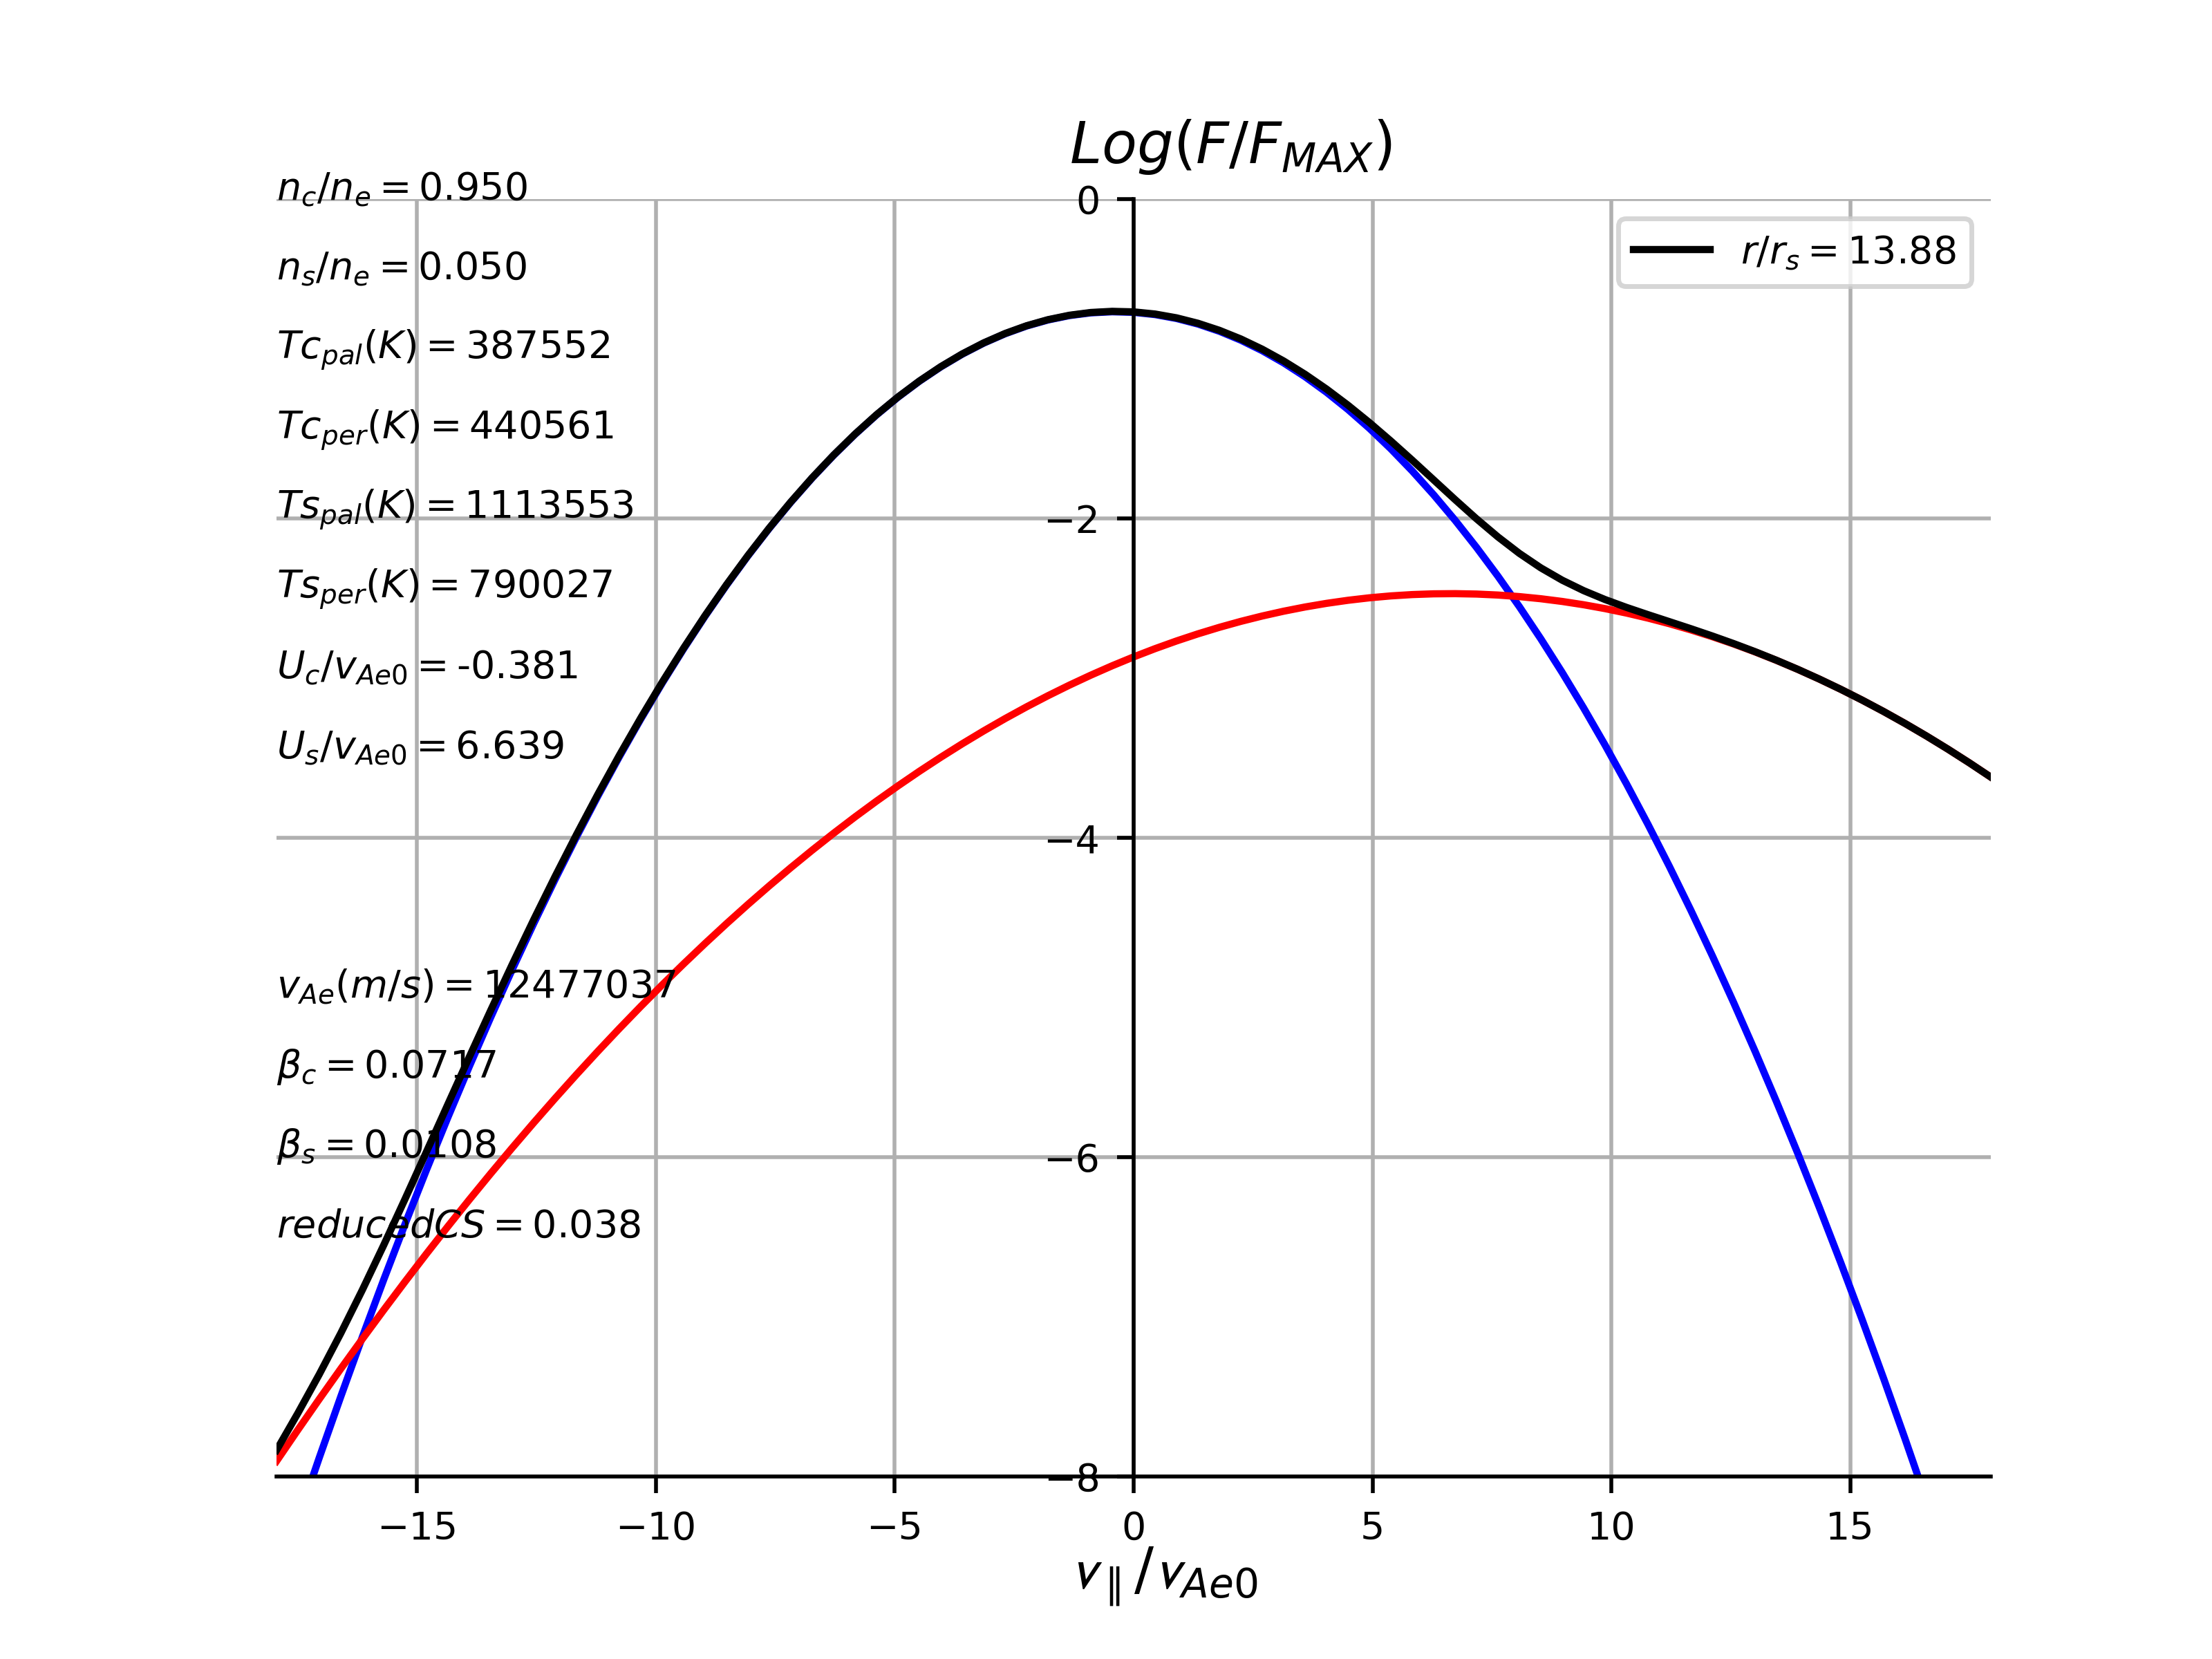 Log(F/F_MAX)
n_c/n_e = 0.950
n_s/n_e = 0.050
Tc_pal(K) = 387552
Tc_per(K) = 440561
Ts_pal(K) = 1113553
Ts_per(K) = 790027
U_c/v_Ae0 = -0.381
U_s/v_Ae0 = 6.639
v_Ae(m/s) = 12477037
β_c = 0.0717
β_s = 0.0108
reducedCS = 0.038
r/r_s = 13.88
0
−2
−4
−6
−8
−15 −10 −5 0 5 10 15
v_∥/v_Ae0